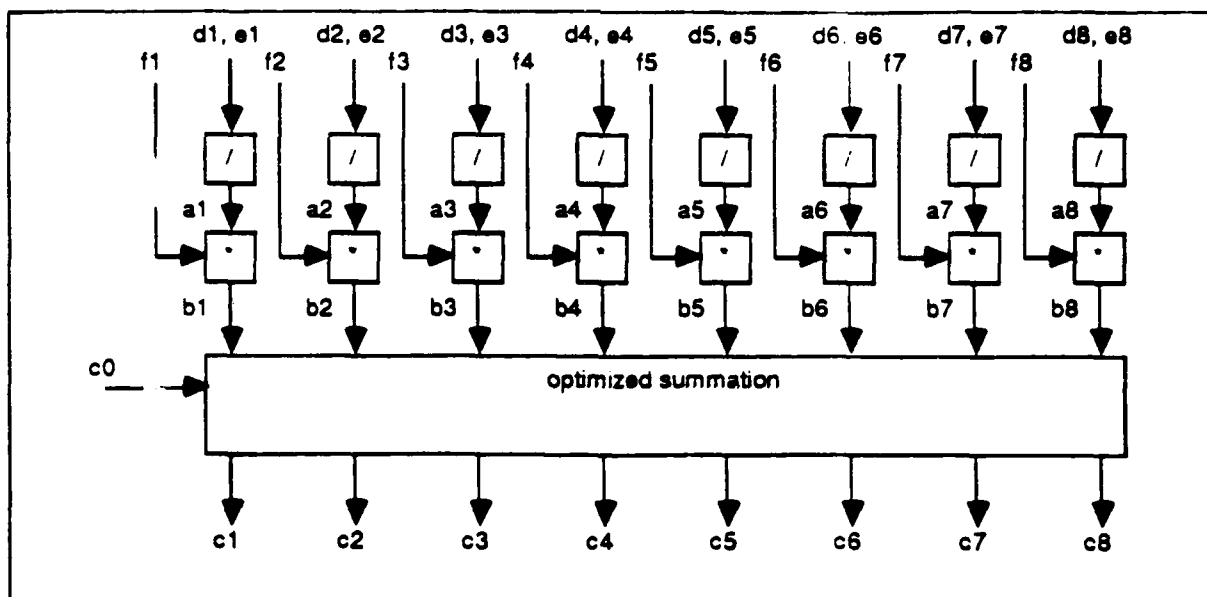 d1, e1 d2, e2 d3, e3 d4, e4 d5, e5 d6, e6 d7, e7 d8, e8
f1 f2 f3 f4 f5 f6 f7 f8
/ / / / / / / /
a1 a2 a3 a4 a5 a6 a7 a8
* * * * * * * *
b1 b2 b3 b4 b5 b6 b7 b8
c0
optimized summation
c1 c2 c3 c4 c5 c6 c7 c8